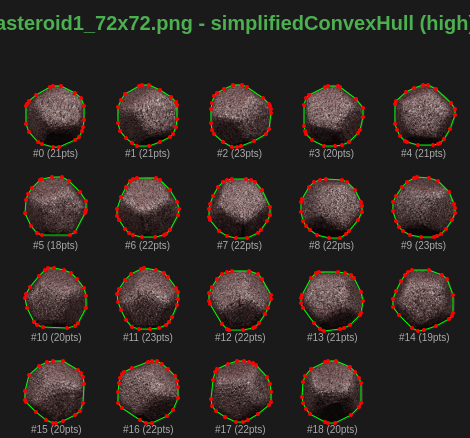 asteroid1_72x72.png - simplifiedConvexHull (high)
#0 (21pts) #1 (21pts) #2 (23pts) #3 (20pts) #4 (21pts)
#5 (18pts) #6 (22pts) #7 (22pts) #8 (22pts) #9 (23pts)
#10 (20pts) #11 (23pts) #12 (22pts) #13 (21pts) #14 (19pts)
#15 (20pts) #16 (22pts) #17 (22pts) #18 (20pts)